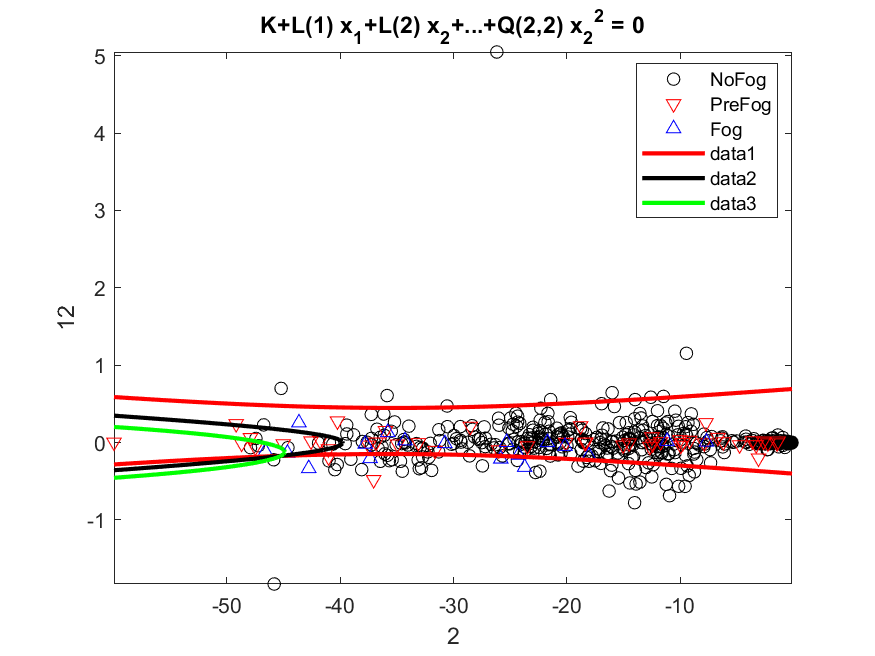 K+L(1) x1+L(2) x2+...+Q(2,2) x2^2 = 0
5
4
3
2
1
0
-1
12
NoFog
PreFog
Fog
data1
data2
data3
-50
-40
-30
-20
-10
2